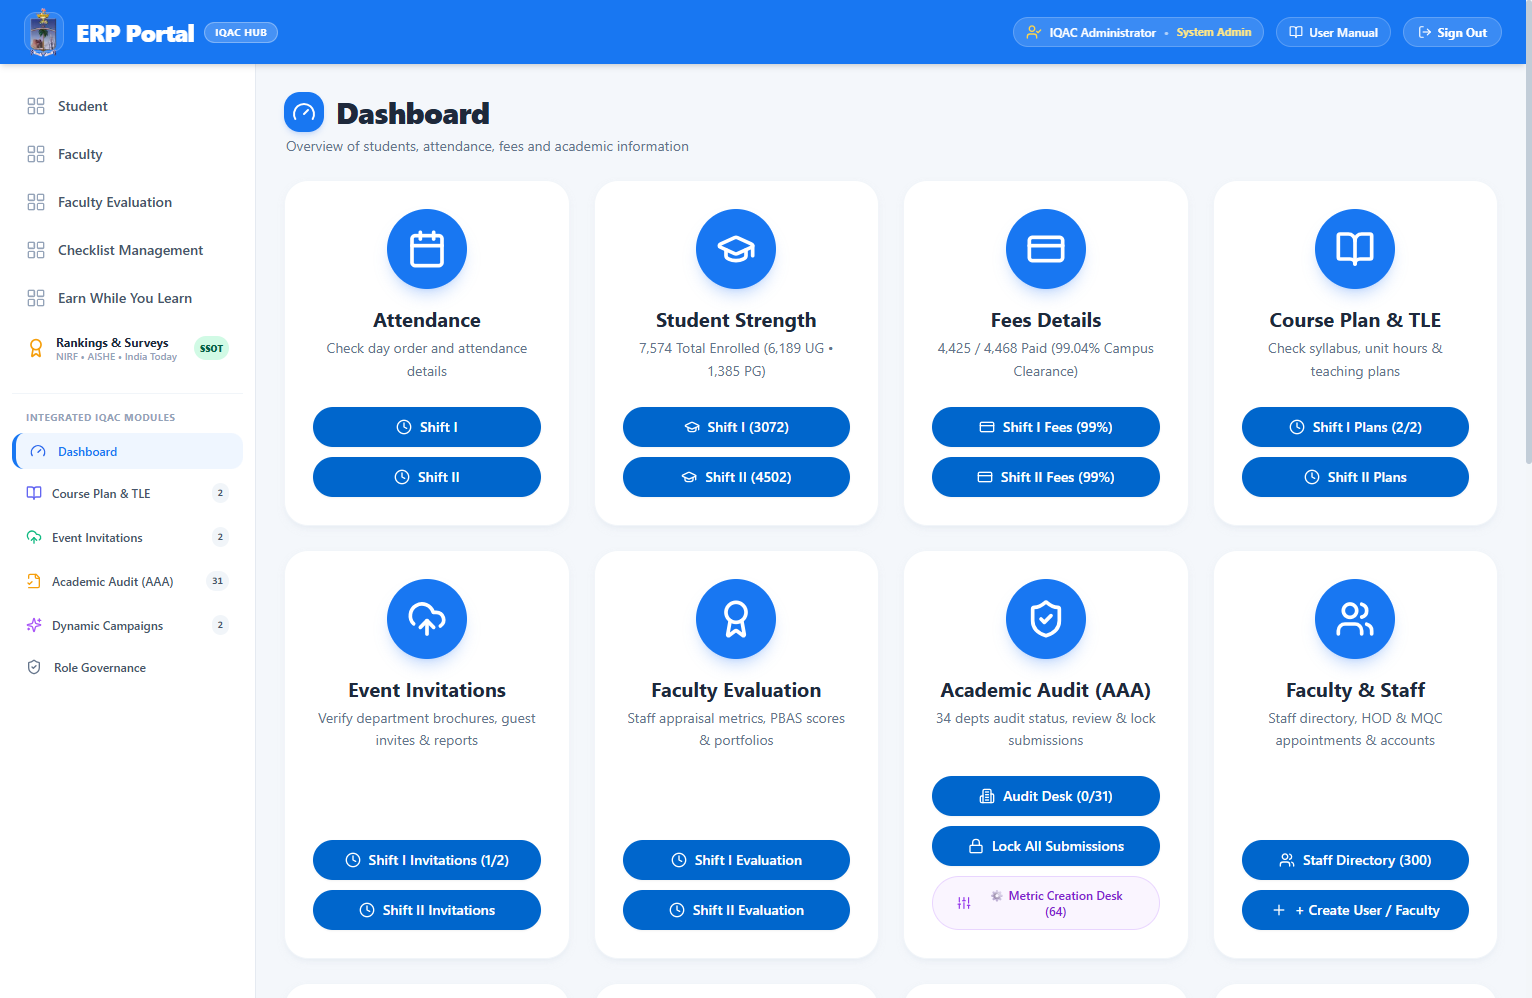 ERP Portal
IQAC HUB
IQAC Administrator • System Admin
User Manual
Sign Out
Student
Faculty
Faculty Evaluation
Checklist Management
Earn While You Learn
Rankings & Surveys
NIRF • AISHE • India Today
SSOT
INTEGRATED IQAC MODULES
Dashboard
Course Plan & TLE
2
Event Invitations
2
Academic Audit (AAA)
31
Dynamic Campaigns
2
Role Governance
Dashboard
Overview of students, attendance, fees and academic information
Attendance
Check day order and attendance
details
Shift I
Shift II
Student Strength
7,574 Total Enrolled (6,189 UG •
1,385 PG)
Shift I (3072)
Shift II (4502)
Fees Details
4,425 / 4,468 Paid (99.04% Campus
Clearance)
Shift I Fees (99%)
Shift II Fees (99%)
Course Plan & TLE
Check syllabus, unit hours &
teaching plans
Shift I Plans (2/2)
Shift II Plans
Event Invitations
Verify department brochures, guest
invites & reports
Shift I Invitations (1/2)
Shift II Invitations
Faculty Evaluation
Staff appraisal metrics, PBAS scores
& portfolios
Shift I Evaluation
Shift II Evaluation
Academic Audit (AAA)
34 depts audit status, review & lock
submissions
Audit Desk (0/31)
Lock All Submissions
Metric Creation Desk
(64)
Faculty & Staff
Staff directory, HOD & MQC
appointments & accounts
Staff Directory (300)
+ Create User / Faculty